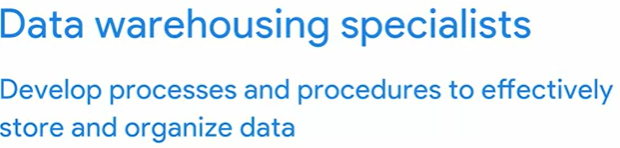 Data warehousing specialists
Develop processes and procedures to effectively
store and organize data